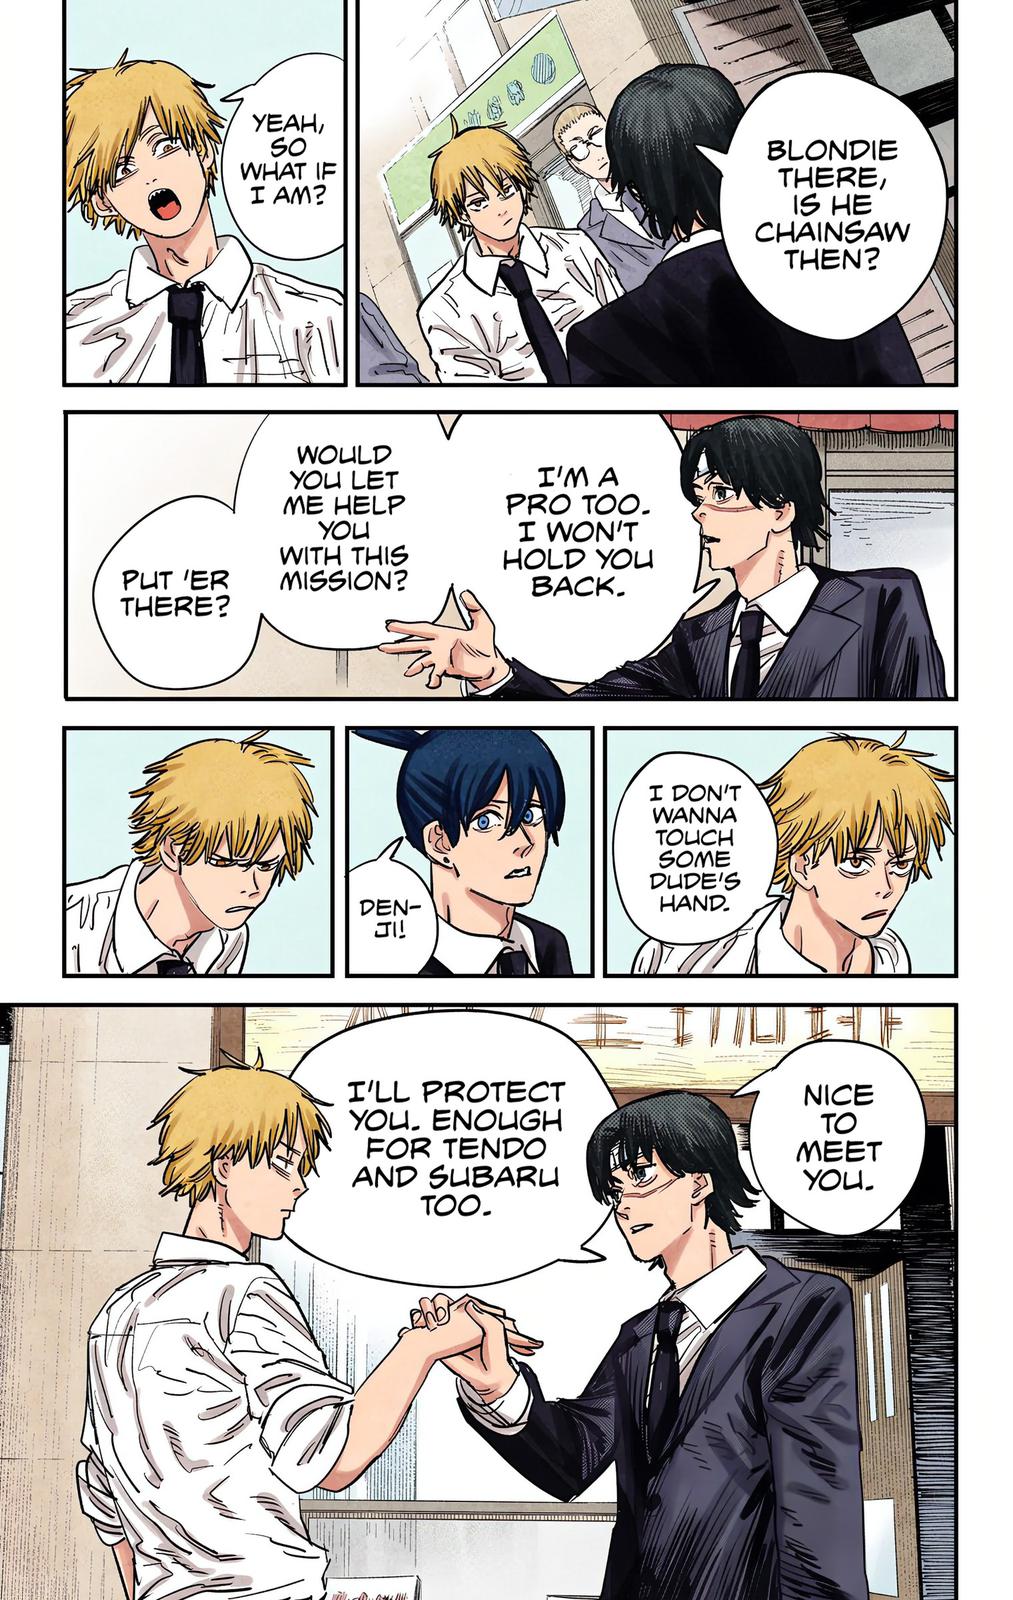 BLONDIE
THERE,
IS HE
CHAINSAW
THEN?
YEAH,
SO
WHAT IF
I AM?
I'M A
PRO TOO.
I WON'T
HOLD YOU
BACK.
WOULD
YOU LET
ME HELP
YOU
WITH THIS
MISSION?
PUT 'ER
THERE?
I DON'T
WANNA
TOUCH
SOME
DUDE'S
HAND.
DEN-
JI!
NICE
TO
MEET
YOU.
I'LL PROTECT
YOU. ENOUGH
FOR TENDO
AND SUBARU
TOO.